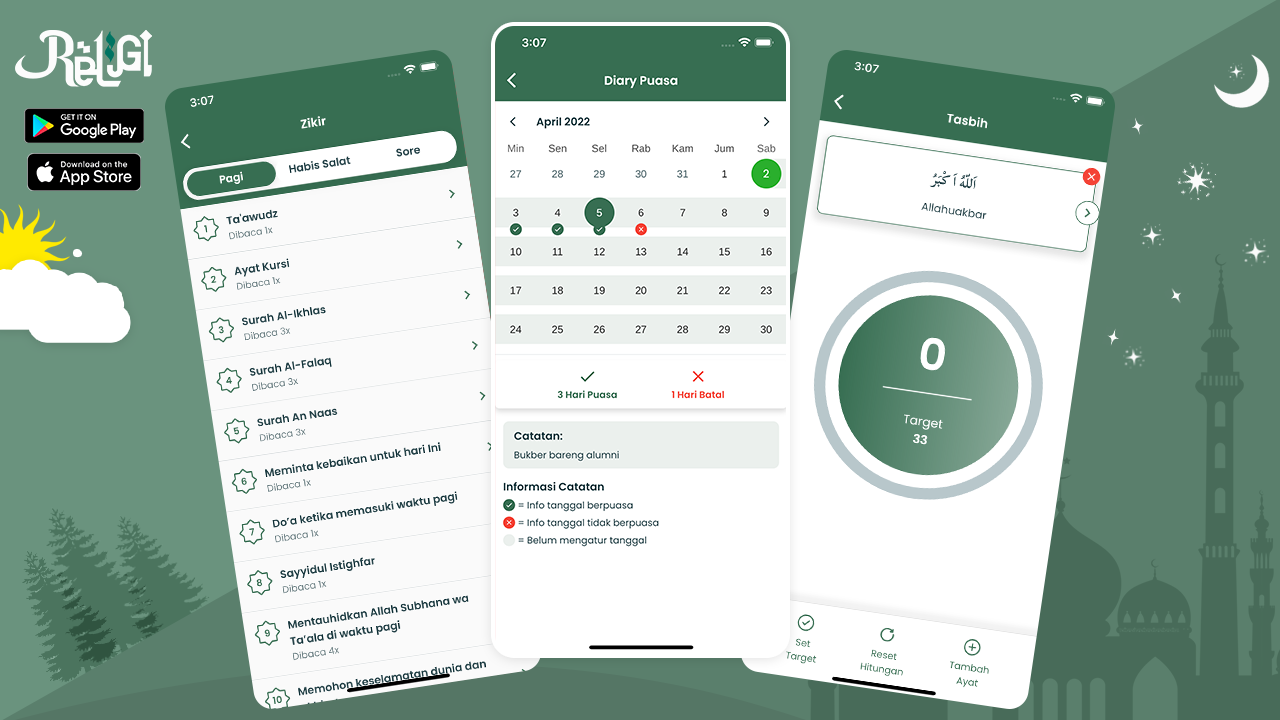 ReligI
GET IT ON
Google Play
Download on the
App Store
3:07
Zikir
Pagi
Habis Salat
Sore
1
Ta'awudz
Dibaca 1x
2
Ayat Kursi
Dibaca 1x
3
Surah Al-Ikhlas
Dibaca 3x
4
Surah Al-Falaq
Dibaca 3x
5
Surah An Naas
Dibaca 3x
6
Meminta kebaikan untuk hari Ini
Dibaca 1x
7
Do'a ketika memasuki waktu pagi
Dibaca 1x
8
Sayyidul Istighfar
Dibaca 1x
9
Mentauhidkan Allah Subhana wa
Ta'ala di waktu pagi
Dibaca 4x
10
Memohon keselamatan dunia dan
3:07
Diary Puasa
April 2022
Min Sen Sel Rab Kam Jum Sab
27 28 29 30 31 1 2
3 4 5 6 7 8 9
10 11 12 13 14 15 16
17 18 19 20 21 22 23
24 25 26 27 28 29 30
3 Hari Puasa
1 Hari Batal
Catatan:
Bukber bareng alumni
Informasi Catatan
= Info tanggal berpuasa
= Info tanggal tidak berpuasa
= Belum mengatur tanggal
3:07
Tasbih
اَللّٰهُ اَكْبَرُ
Allahuakbar
0
Target
33
Set
Target
Reset
Hitungan
Tambah
Ayat